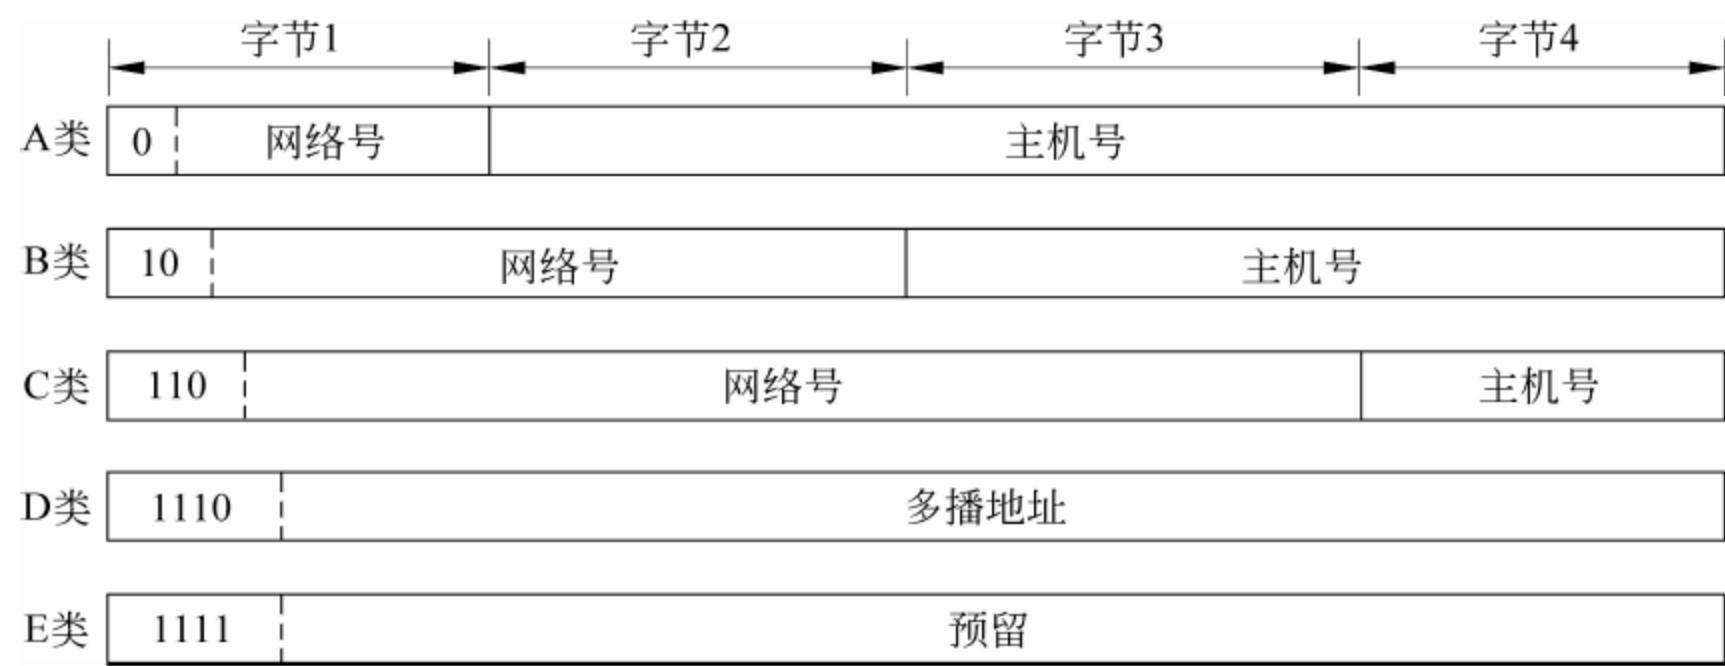 字节1 字节2 字节3 字节4
A类 0 网络号 主机号
B类 10 网络号 主机号
C类 110 网络号 主机号
D类 1110 多播地址
E类 1111 预留